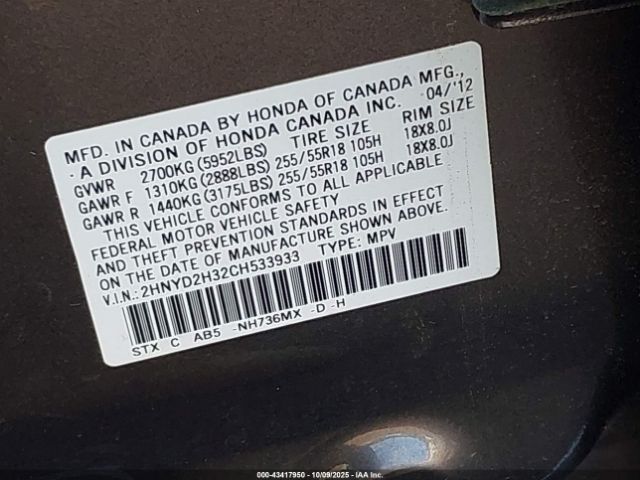 MFD. IN CANADA BY HONDA OF CANADA MFG.,
· A DIVISION OF HONDA CANADA INC. 04/'12
GVWR 2700KG (5952LBS) TIRE SIZE RIM SIZE
GAWR F 1310KG (2888LBS) 255/55R18 105H 18X8.0J
GAWR R 1440KG (3175LBS) 255/55R18 105H 18X8.0J
THIS VEHICLE CONFORMS TO ALL APPLICABLE
FEDERAL MOTOR VEHICLE SAFETY
AND THEFT PREVENTION STANDARDS IN EFFECT
ON THE DATE OF MANUFACTURE SHOWN ABOVE.
V.I.N.:2HNYD2H32CH533933 TYPE: MPV
STX C AB5 -NH736MX -D -H
000-43417950 - 10/09/2025 - IAA Inc.